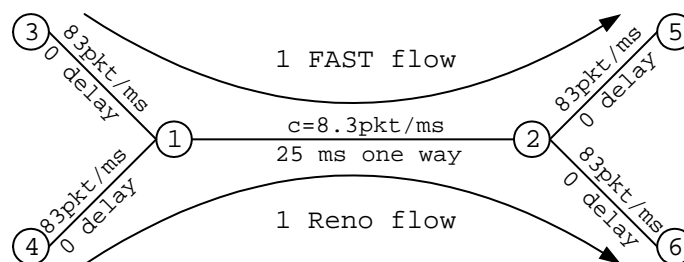 3
5
83pkt/ms
0 delay
1 FAST flow
83pkt/ms
0 delay
1
c=8.3pkt/ms
2
25 ms one way
83pkt/ms
0 delay
1 Reno flow
83pkt/ms
0 delay
4
6